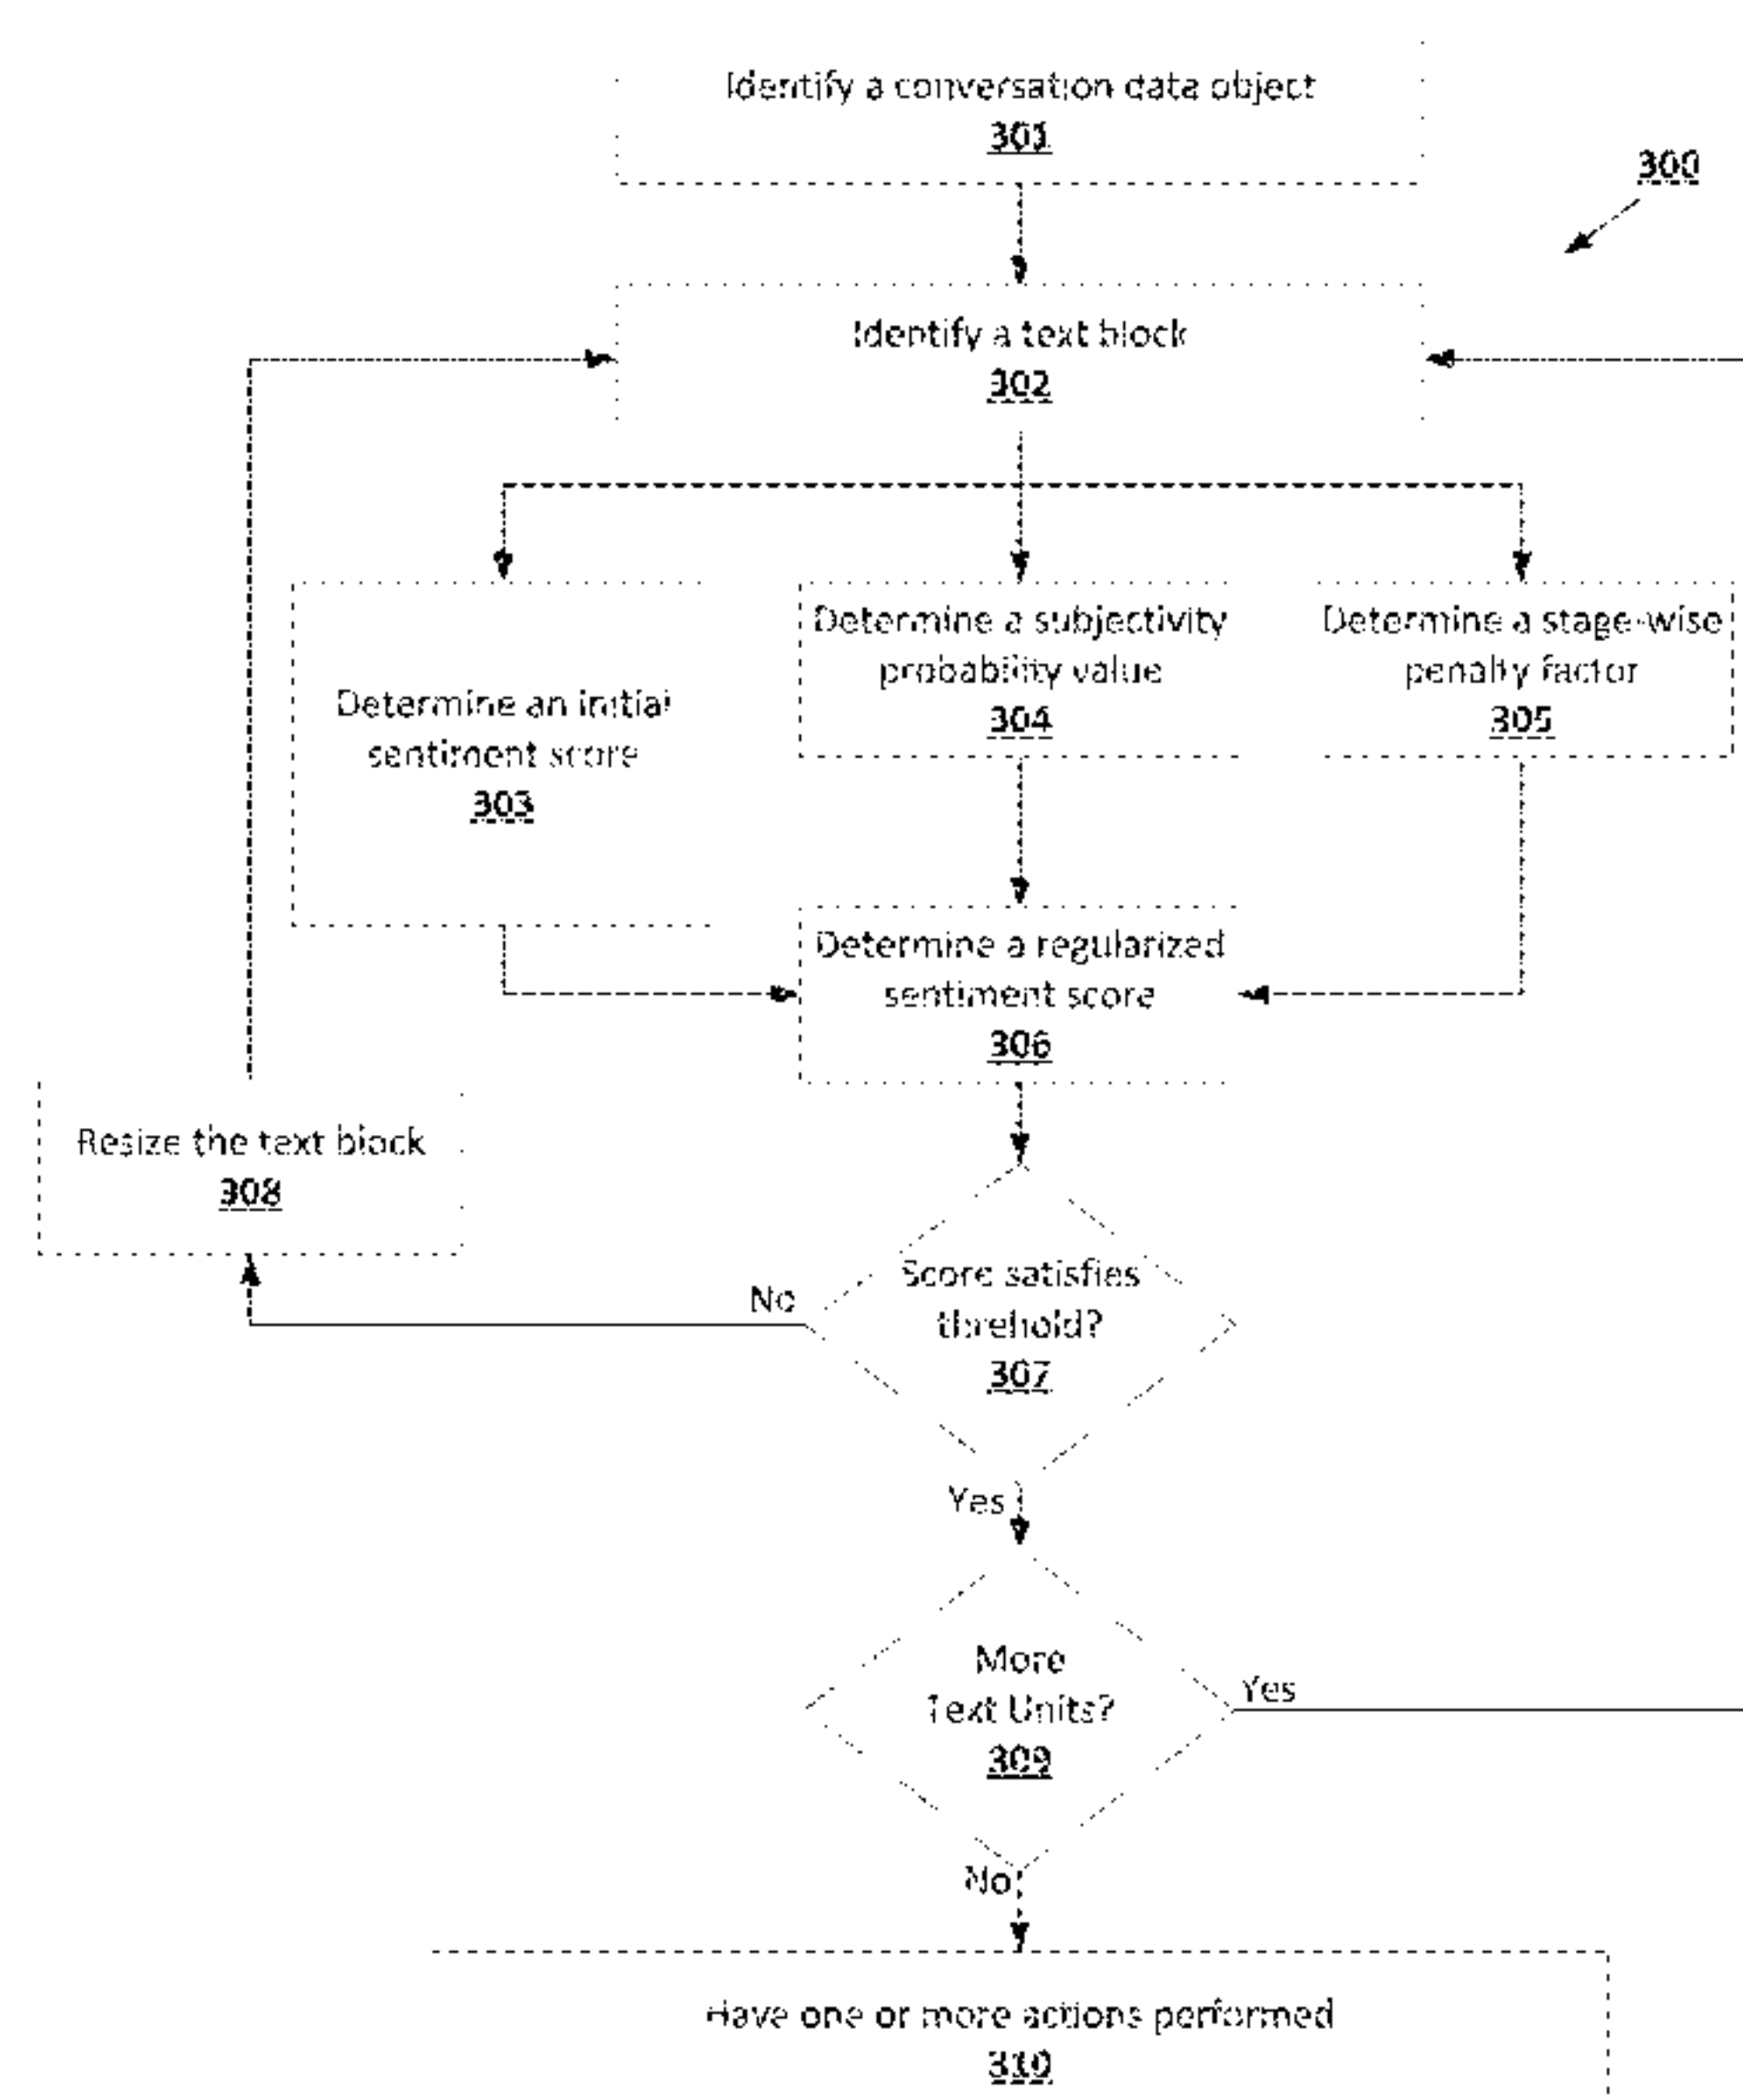 Identify a conversation data object
301
300
Identify a text block
302
Determine an initial
sentiment score
303
Determine a subjectivity
probability value
304
Determine a stage-wise
penalty factor
305
Determine a regularized
sentiment score
306
Resize the text block
308
No
Score satisfies
threhold?
307
Yes
More
Text Units?
309
Yes
No
Have one or more actions performed
310